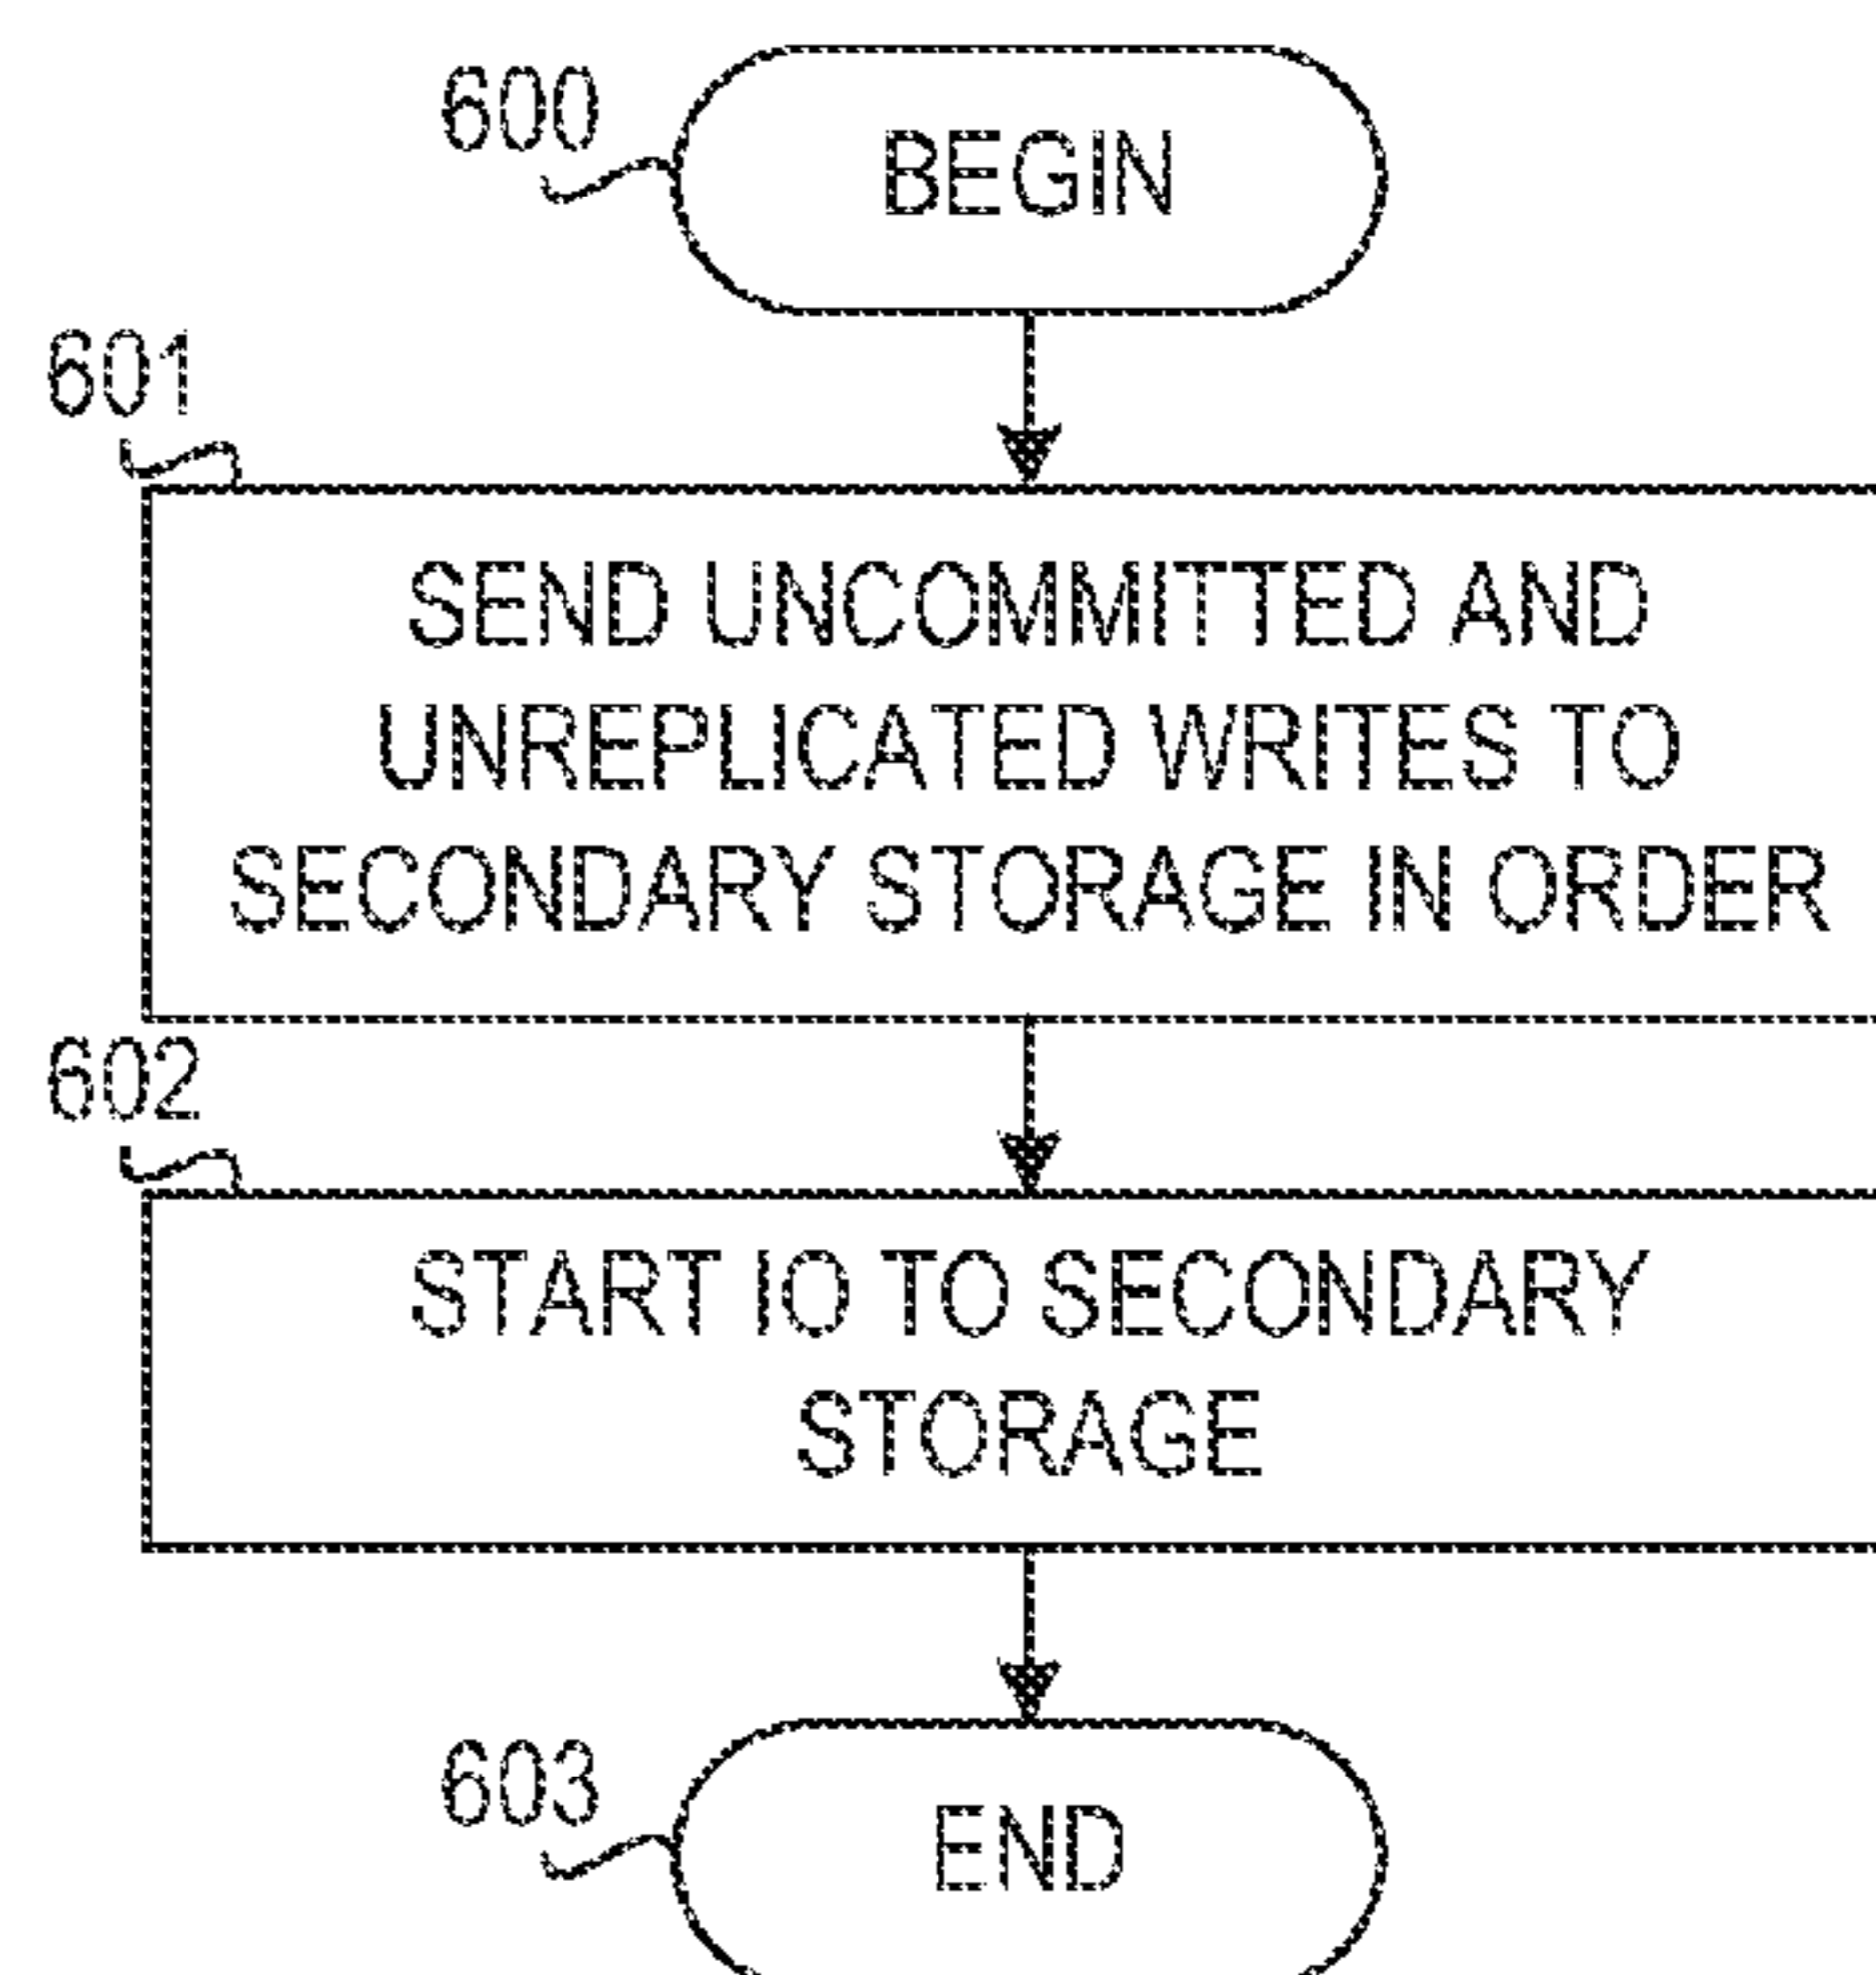 600
BEGIN
601
SEND UNCOMMITTED AND
UNREPLICATED WRITES TO
SECONDARY STORAGE IN ORDER
602
START IO TO SECONDARY
STORAGE
603
END